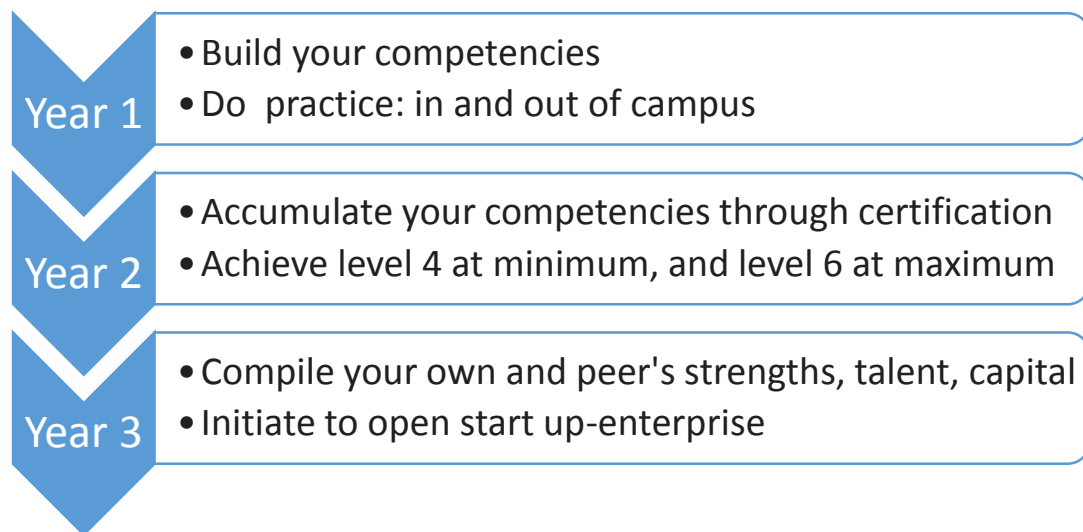 Year 1
• Build your competencies
• Do practice: in and out of campus
Year 2
• Accumulate your competencies through certification
• Achieve level 4 at minimum, and level 6 at maximum
Year 3
• Compile your own and peer's strengths, talent, capital
• Initiate to open start up-enterprise